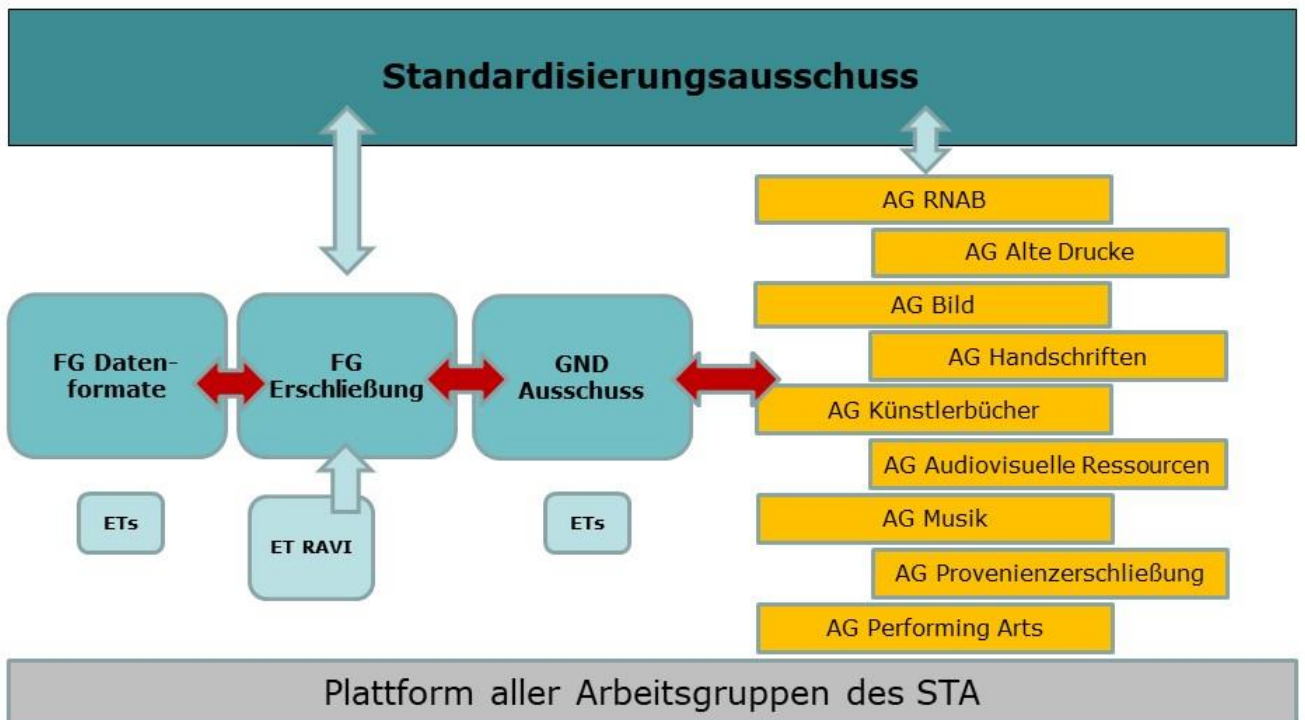 Standardisierungsausschuss
AG RNAB
AG Alte Drucke
AG Bild
AG Handschriften
AG Künstlerbücher
AG Audiovisuelle Ressourcen
AG Musik
AG Provenienzerschließung
AG Performing Arts
FG Daten-
formate
FG
Erschließung
GND
Ausschuss
ETs
ET RAVI
ETs
Plattform aller Arbeitsgruppen des STA